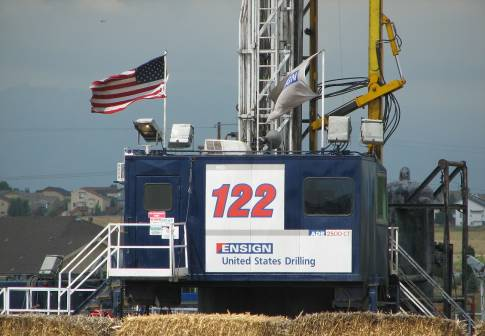 122
ENSIGN
United States Drilling
ADR 1500 CT